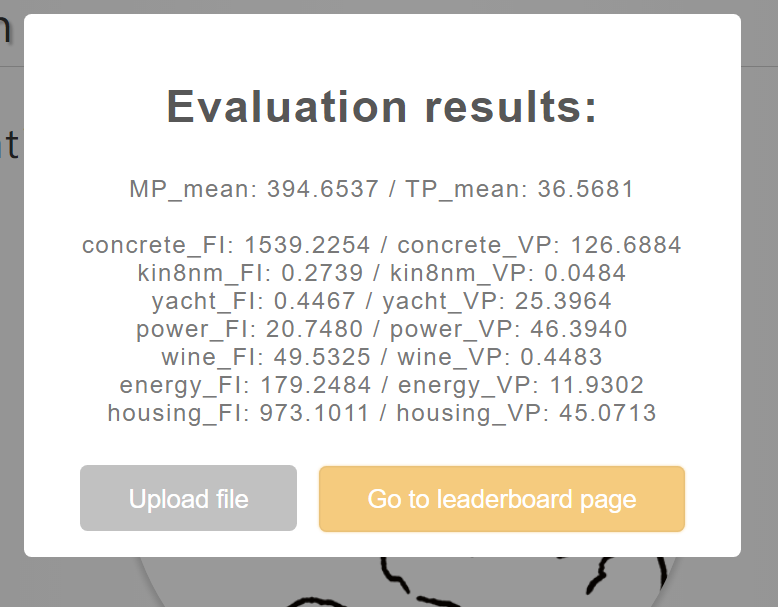 Evaluation results:
MP_mean: 394.6537 / TP_mean: 36.5681
concrete_FI: 1539.2254 / concrete_VP: 126.6884
kin8nm_FI: 0.2739 / kin8nm_VP: 0.0484
yacht_FI: 0.4467 / yacht_VP: 25.3964
power_FI: 20.7480 / power_VP: 46.3940
wine_FI: 49.5325 / wine_VP: 0.4483
energy_FI: 179.2484 / energy_VP: 11.9302
housing_FI: 973.1011 / housing_VP: 45.0713
Upload file
Go to leaderboard page